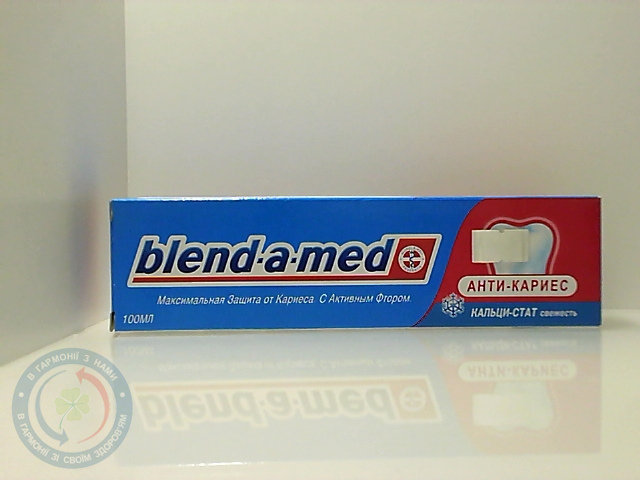 blend-a-med
Максимальная Защита от Кариеса. С Активным Фтором.
100МЛ
АНТИ-КАРИЕС
КАЛЬЦИ-СТАТ свежесть
В ГАРМОНІЇ З НАМИ
В ГАРМОНІЇ ЗІ СВОЇМ ЗДОРОВ'ЯМ